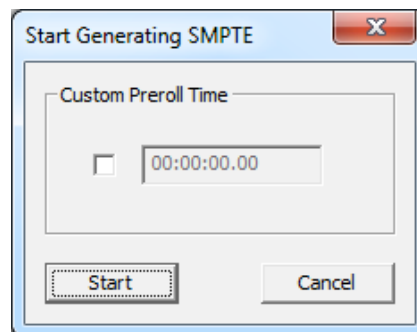 Start Generating SMPTE
Custom Preroll Time
00:00:00.00
Start
Cancel